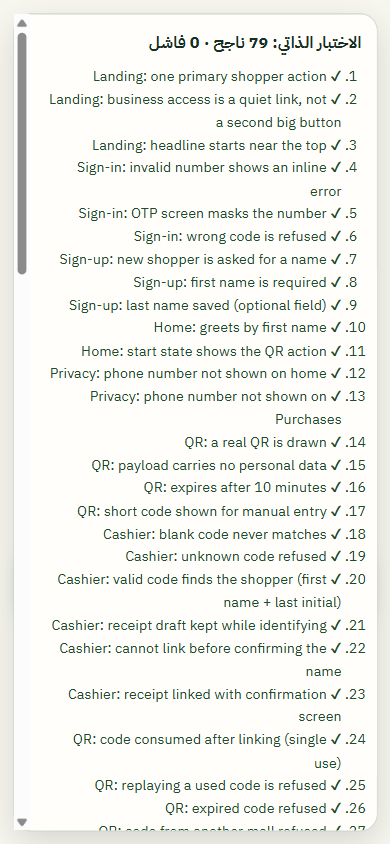 الاختبار الذاتي: 79 ناجح · 0 فاشل
1. ✓ Landing: one primary shopper action
2. ✓ Landing: business access is a quiet link, not
a second big button
3. ✓ Landing: headline starts near the top
4. ✓ Sign-in: invalid number shows an inline
error
5. ✓ Sign-in: OTP screen masks the number
6. ✓ Sign-in: wrong code is refused
7. ✓ Sign-up: new shopper is asked for a name
8. ✓ Sign-up: first name is required
9. ✓ Sign-up: last name saved (optional field)
10. ✓ Home: greets by first name
11. ✓ Home: start state shows the QR action
12. ✓ Privacy: phone number not shown on home
13. ✓ Privacy: phone number not shown on
Purchases
14. ✓ QR: a real QR is drawn
15. ✓ QR: payload carries no personal data
16. ✓ QR: expires after 10 minutes
17. ✓ QR: short code shown for manual entry
18. ✓ Cashier: blank code never matches
19. ✓ Cashier: unknown code refused
20. ✓ Cashier: valid code finds the shopper (first
name + last initial)
21. ✓ Cashier: receipt draft kept while identifying
22. ✓ Cashier: cannot link before confirming the
name
23. ✓ Cashier: receipt linked with confirmation
screen
24. ✓ QR: code consumed after linking (single
use)
25. ✓ QR: replaying a used code is refused
26. ✓ QR: expired code refused
27. ✓ QR: code from another mall refused